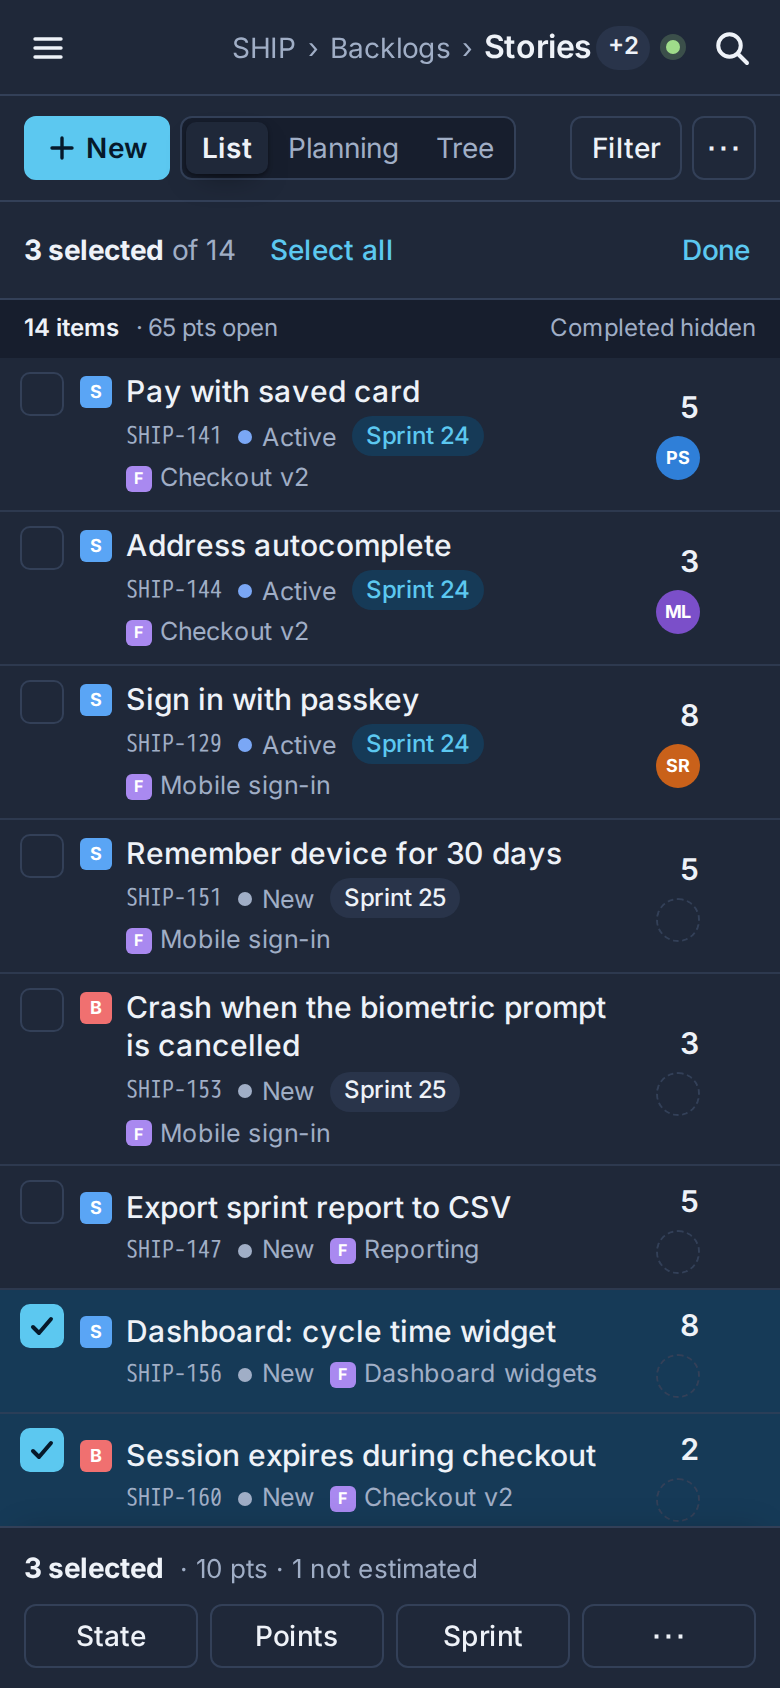 SHIP › Backlogs › Stories +2
+ New List Planning Tree Filter ···
3 selected of 14 Select all Done
14 items · 65 pts open Completed hidden
S Pay with saved card 5
SHIP-141 Active Sprint 24 PS
F Checkout v2
S Address autocomplete 3
SHIP-144 Active Sprint 24 ML
F Checkout v2
S Sign in with passkey 8
SHIP-129 Active Sprint 24 SR
F Mobile sign-in
S Remember device for 30 days 5
SHIP-151 New Sprint 25
F Mobile sign-in
B Crash when the biometric prompt
is cancelled 3
SHIP-153 New Sprint 25
F Mobile sign-in
S Export sprint report to CSV 5
SHIP-147 New F Reporting
S Dashboard: cycle time widget 8
SHIP-156 New F Dashboard widgets
B Session expires during checkout 2
SHIP-160 New F Checkout v2
3 selected · 10 pts · 1 not estimated
State Points Sprint ···